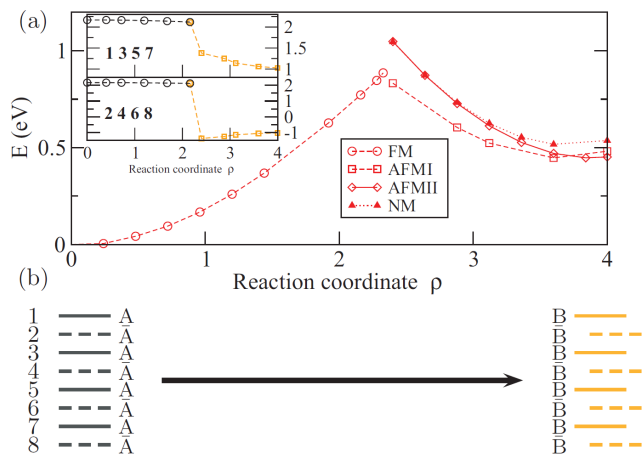 (a)
E (eV)
1
0.5
0
0 1 2 3 4
Reaction coordinate ρ
FM
AFMI
AFMII
NM
1 3 5 7
2
1.5
1
2 4 6 8
2
1
0
-1
0 1 2 3 4
Reaction coordinate ρ
(b)
1 A B
2 Ā B̄
3 A B
4 Ā B̄
5 A B
6 Ā B̄
7 A B
8 Ā B̄